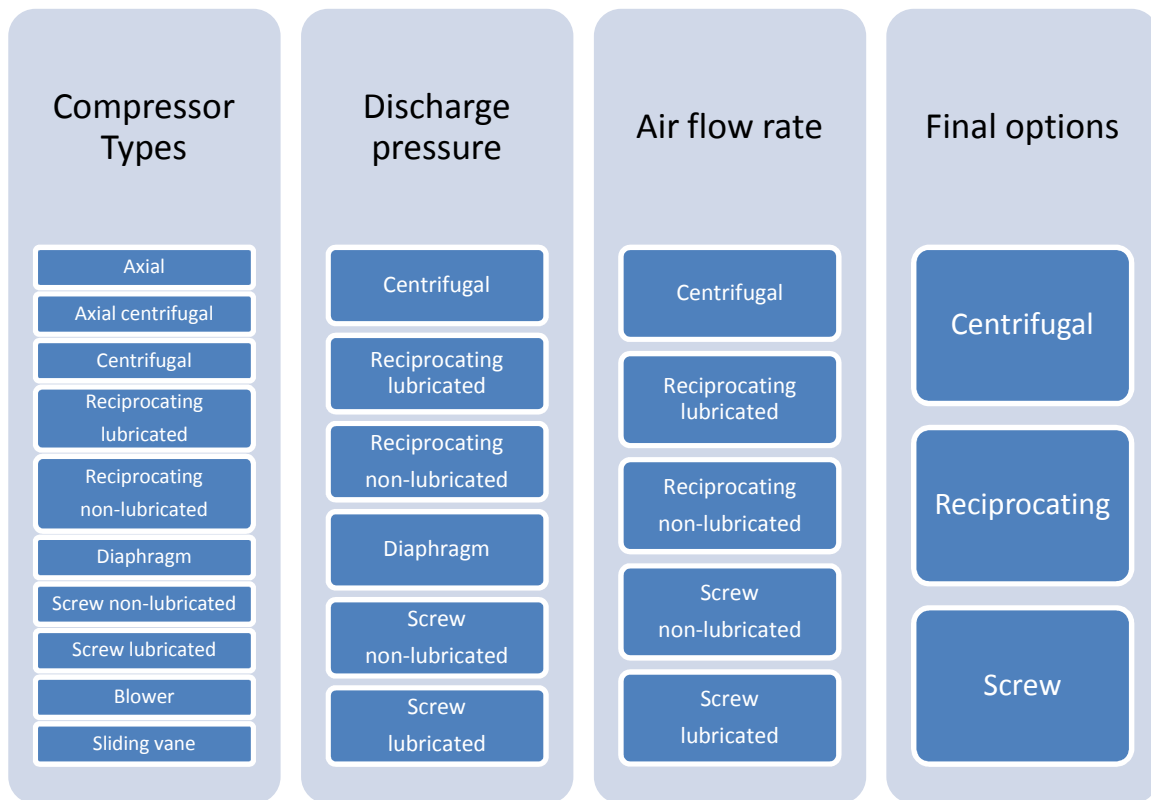 Compressor
Types
Axial
Axial centrifugal
Centrifugal
Reciprocating
lubricated
Reciprocating
non-lubricated
Diaphragm
Screw non-lubricated
Screw lubricated
Blower
Sliding vane
Discharge
pressure
Centrifugal
Reciprocating
lubricated
Reciprocating
non-lubricated
Diaphragm
Screw
non-lubricated
Screw
lubricated
Air flow rate
Centrifugal
Reciprocating
lubricated
Reciprocating
non-lubricated
Screw
non-lubricated
Screw
lubricated
Final options
Centrifugal
Reciprocating
Screw